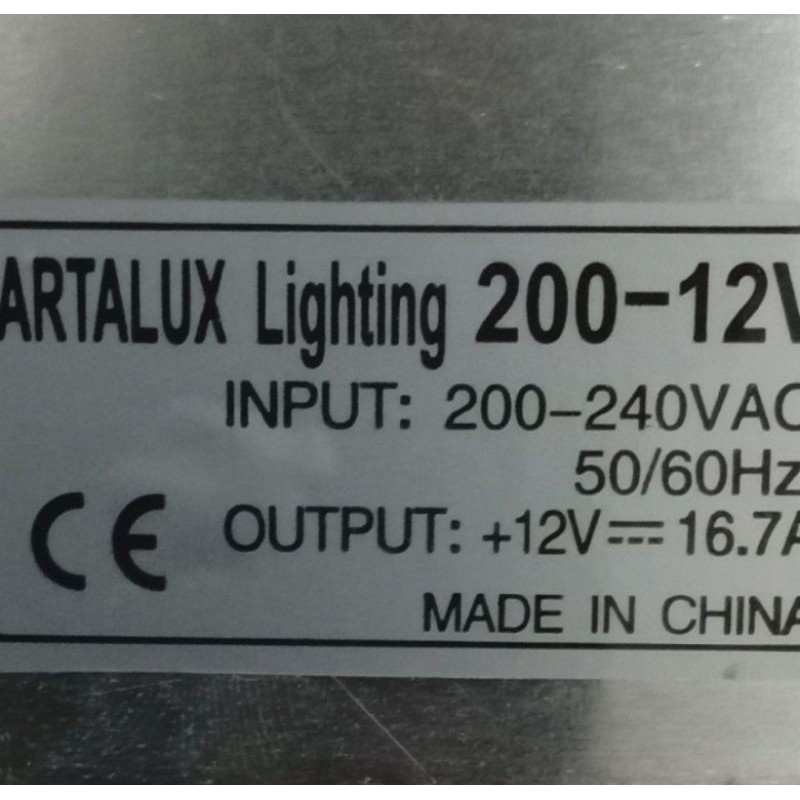 ARTALUX Lighting 200-12V
INPUT: 200-240VAC
50/60Hz
CE OUTPUT: +12V⎓16.7A
MADE IN CHINA